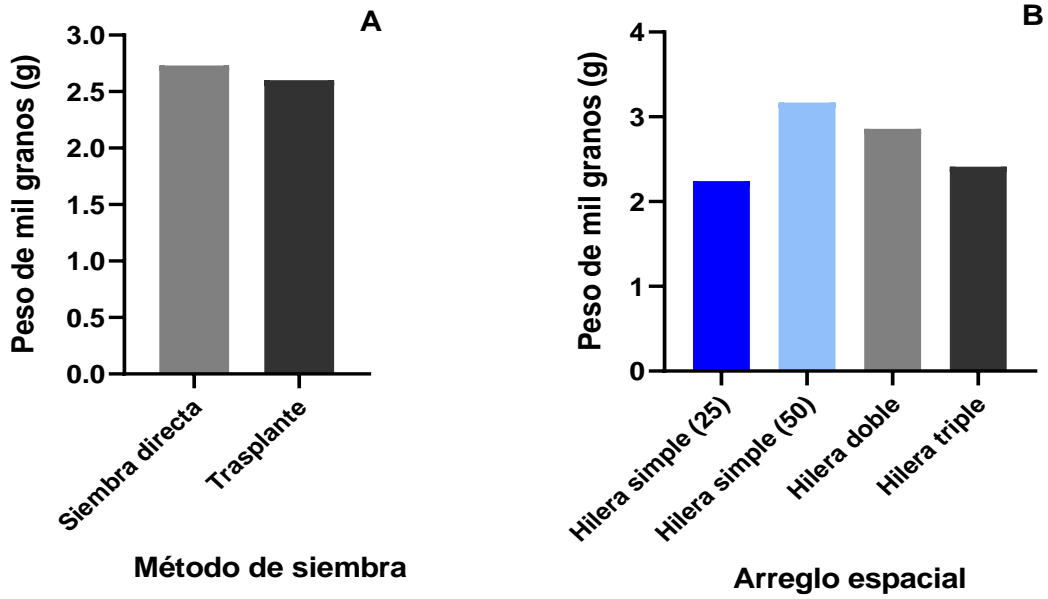 A
Peso de mil granos (g)
3.0
2.5
2.0
1.5
1.0
0.5
0.0
Siembra directa
Trasplante
Método de siembra
B
Peso de mil granos (g)
4
3
2
1
0
Hilera simple (25)
Hilera simple (50)
Hilera doble
Hilera triple
Arreglo espacial